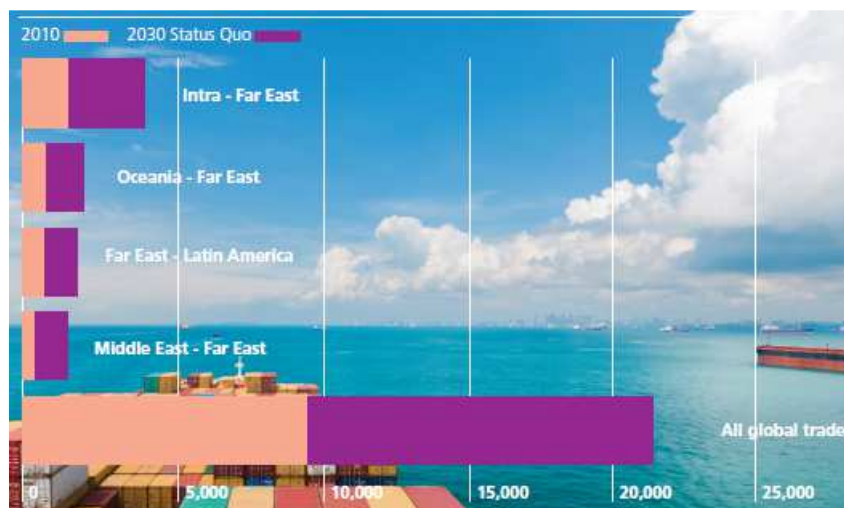 2010 2030 Status Quo
Intra - Far East
Oceania - Far East
Far East - Latin America
Middle East - Far East
All global trade
0 5,000 10,000 15,000 20,000 25,000